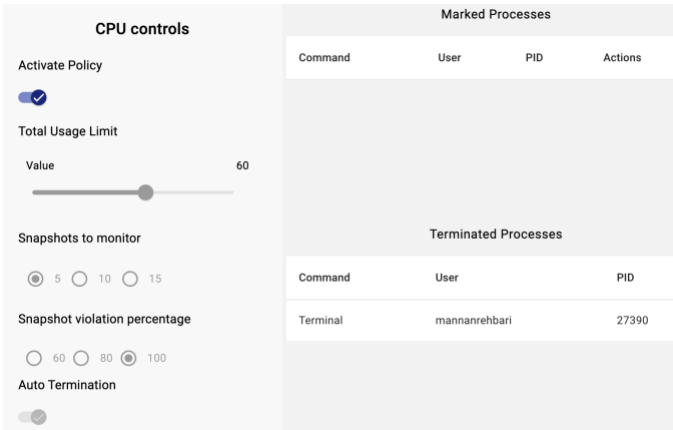 CPU controls
Activate Policy
Total Usage Limit
Value 60
Snapshots to monitor
5 10 15
Snapshot violation percentage
60 80 100
Auto Termination
Marked Processes
Command User PID Actions
Terminated Processes
Command User PID
Terminal mannanrehbari 27390